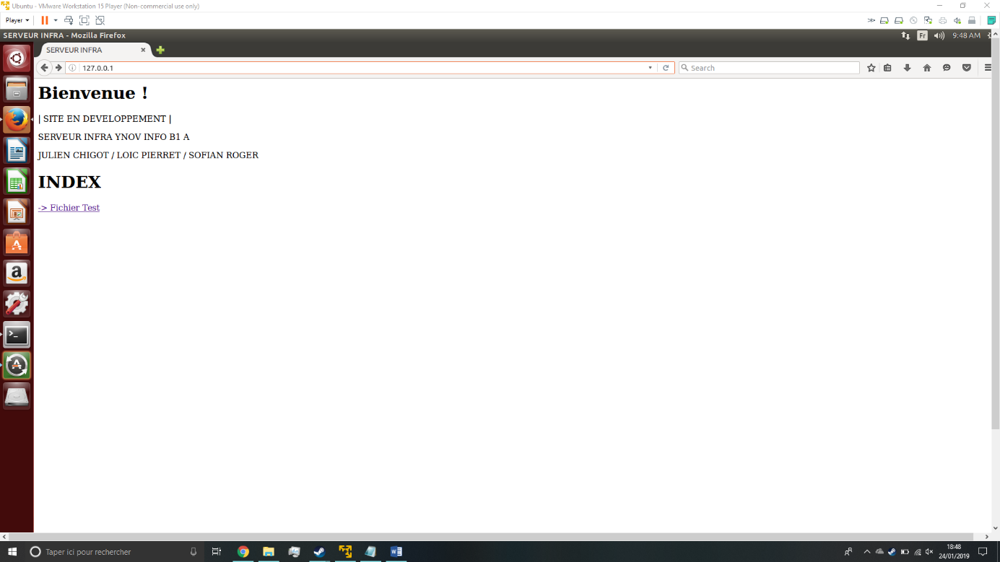 Ubuntu - VMware Workstation 15 Player (Non-commercial use only)
Player
SERVEUR INFRA - Mozilla Firefox
Fr
9:48 AM
SERVEUR INFRA
127.0.0.1
Search
Bienvenue !
| SITE EN DEVELOPPEMENT |
SERVEUR INFRA YNOV INFO B1 A
JULIEN CHIGOT / LOIC PIERRET / SOFIAN ROGER
INDEX
-> Fichier Test
Taper ici pour rechercher
18:48
24/01/2019